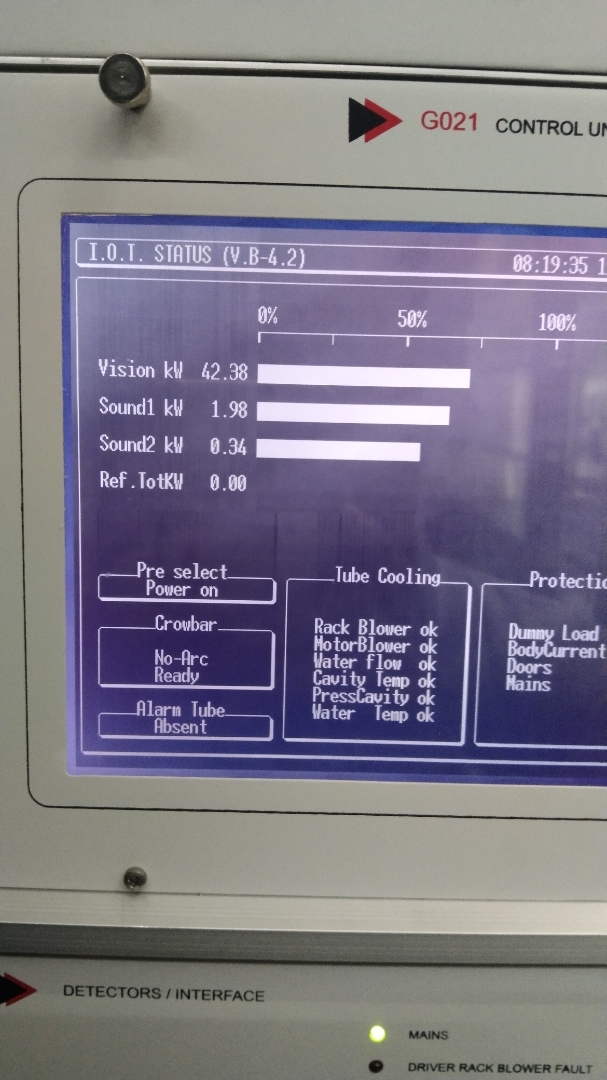 G021 CONTROL
I.O.T. STATUS (V.B-4.2) 08:19:35
0% 50% 100%
Vision kW 42.38
Sound1 kW 1.98
Sound2 kW 0.34
Ref.TotKW 0.00
Pre select
Power on
Crowbar
No-Arc
Ready
Alarm Tube
Absent
Tube Cooling
Rack Blower ok
MotorBlower ok
Water flow ok
Cavity Temp ok
PressCavity ok
Water Temp ok
Protectio
Dummy Load
BodyCurrent
Doors
Mains
DETECTORS / INTERFACE
MAINS
DRIVER RACK BLOWER FAULT